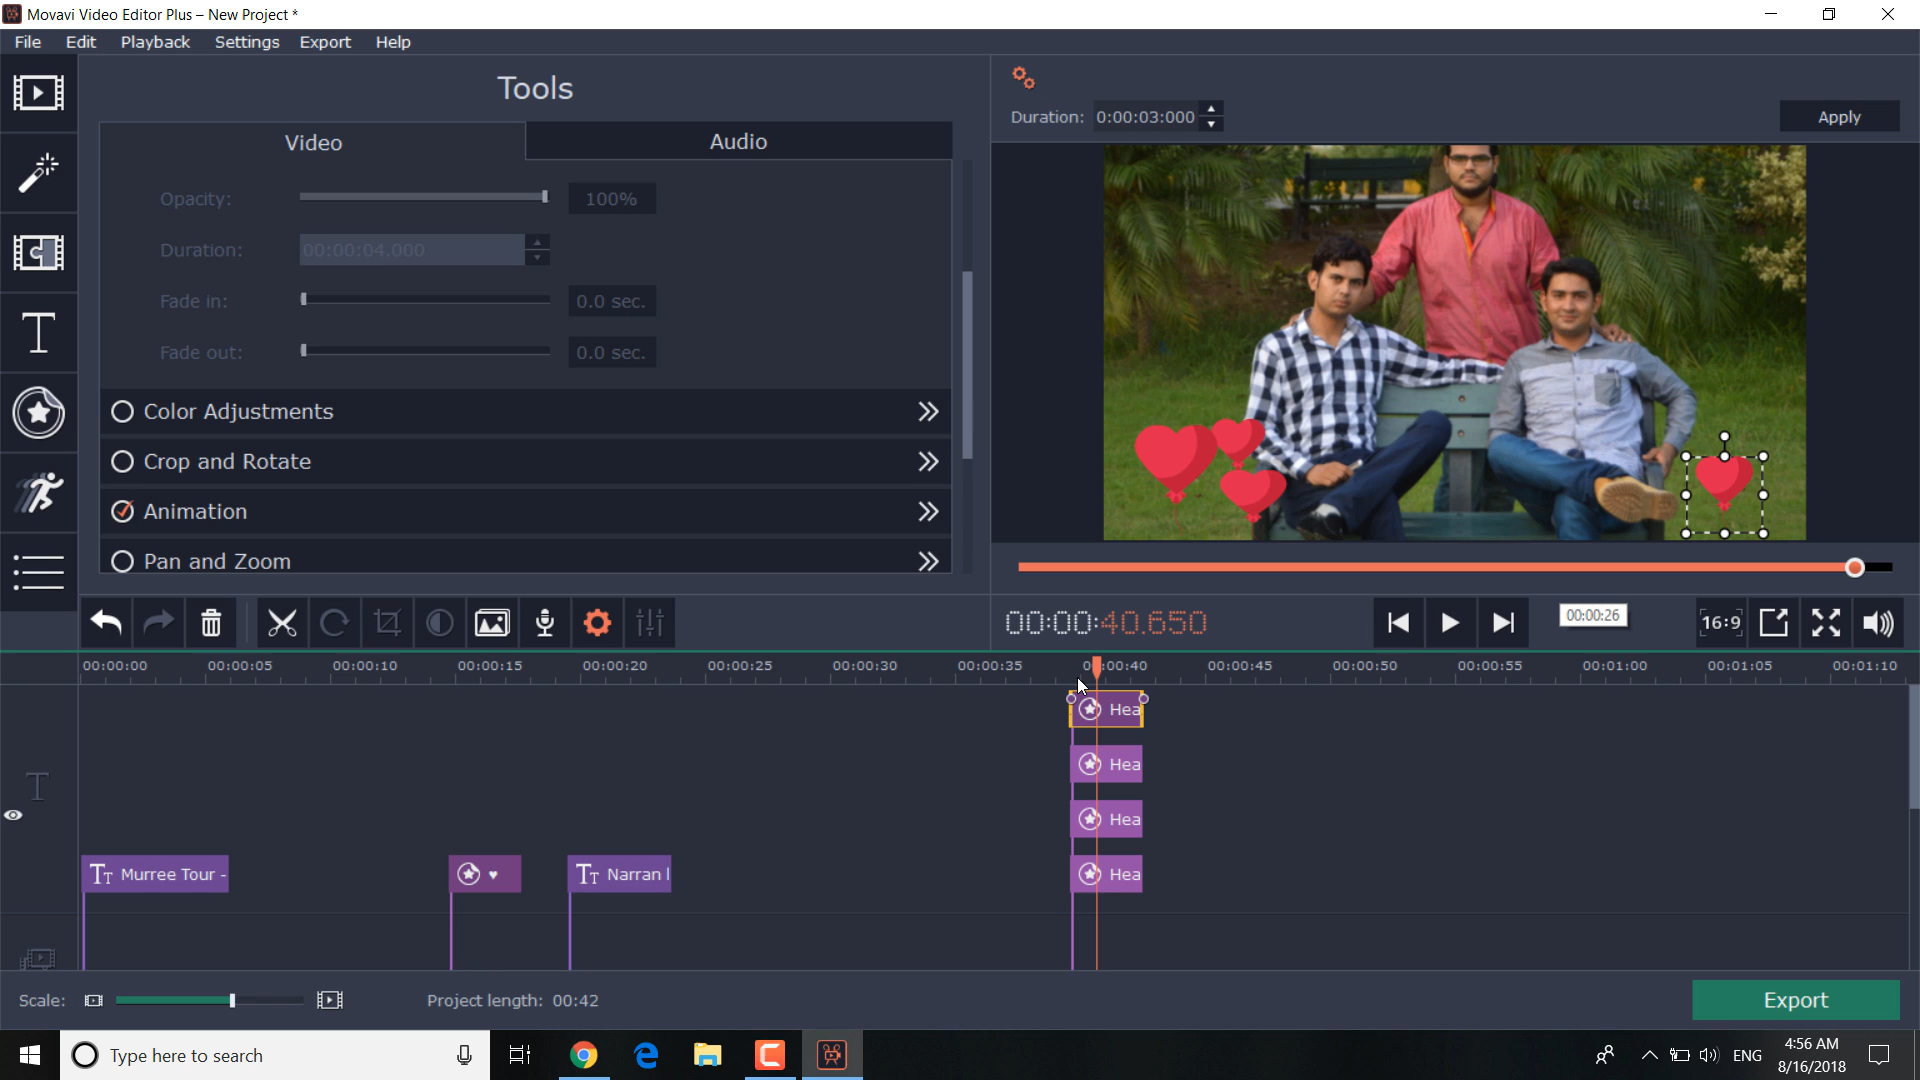 Movavi Video Editor Plus – New Project *
File Edit Playback Settings Export Help
Tools
Video Audio
Opacity: 100%
Duration: 00:00:04.000
Fade in: 0.0 sec.
Fade out: 0.0 sec.
Color Adjustments
Crop and Rotate
Animation
Pan and Zoom
Duration: 0:00:03:000 Apply
00:00:40.650
00:00:26
16:9
00:00:00 00:00:05 00:00:10 00:00:15 00:00:20 00:00:25 00:00:30 00:00:35 00:00:40 00:00:45 00:00:50 00:00:55 00:01:00 00:01:05 00:01:10
Hea
Hea
Hea
Murree Tour - ♥ Narran Hea
Scale: Project length: 00:42 Export
Type here to search
ENG
4:56 AM
8/16/2018